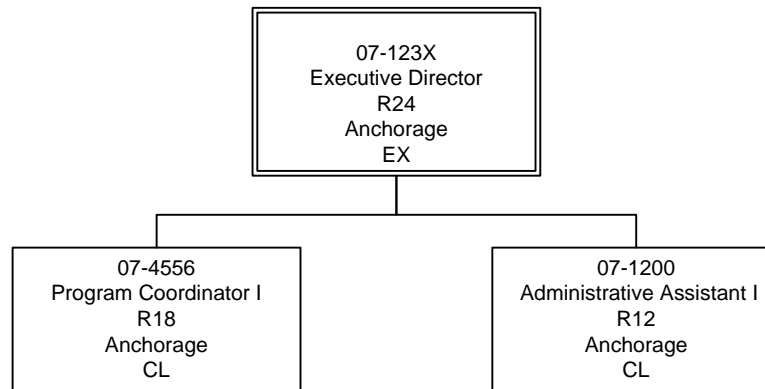 07-123X
Executive Director
R24
Anchorage
EX
07-4556
Program Coordinator I
R18
Anchorage
CL
07-1200
Administrative Assistant I
R12
Anchorage
CL